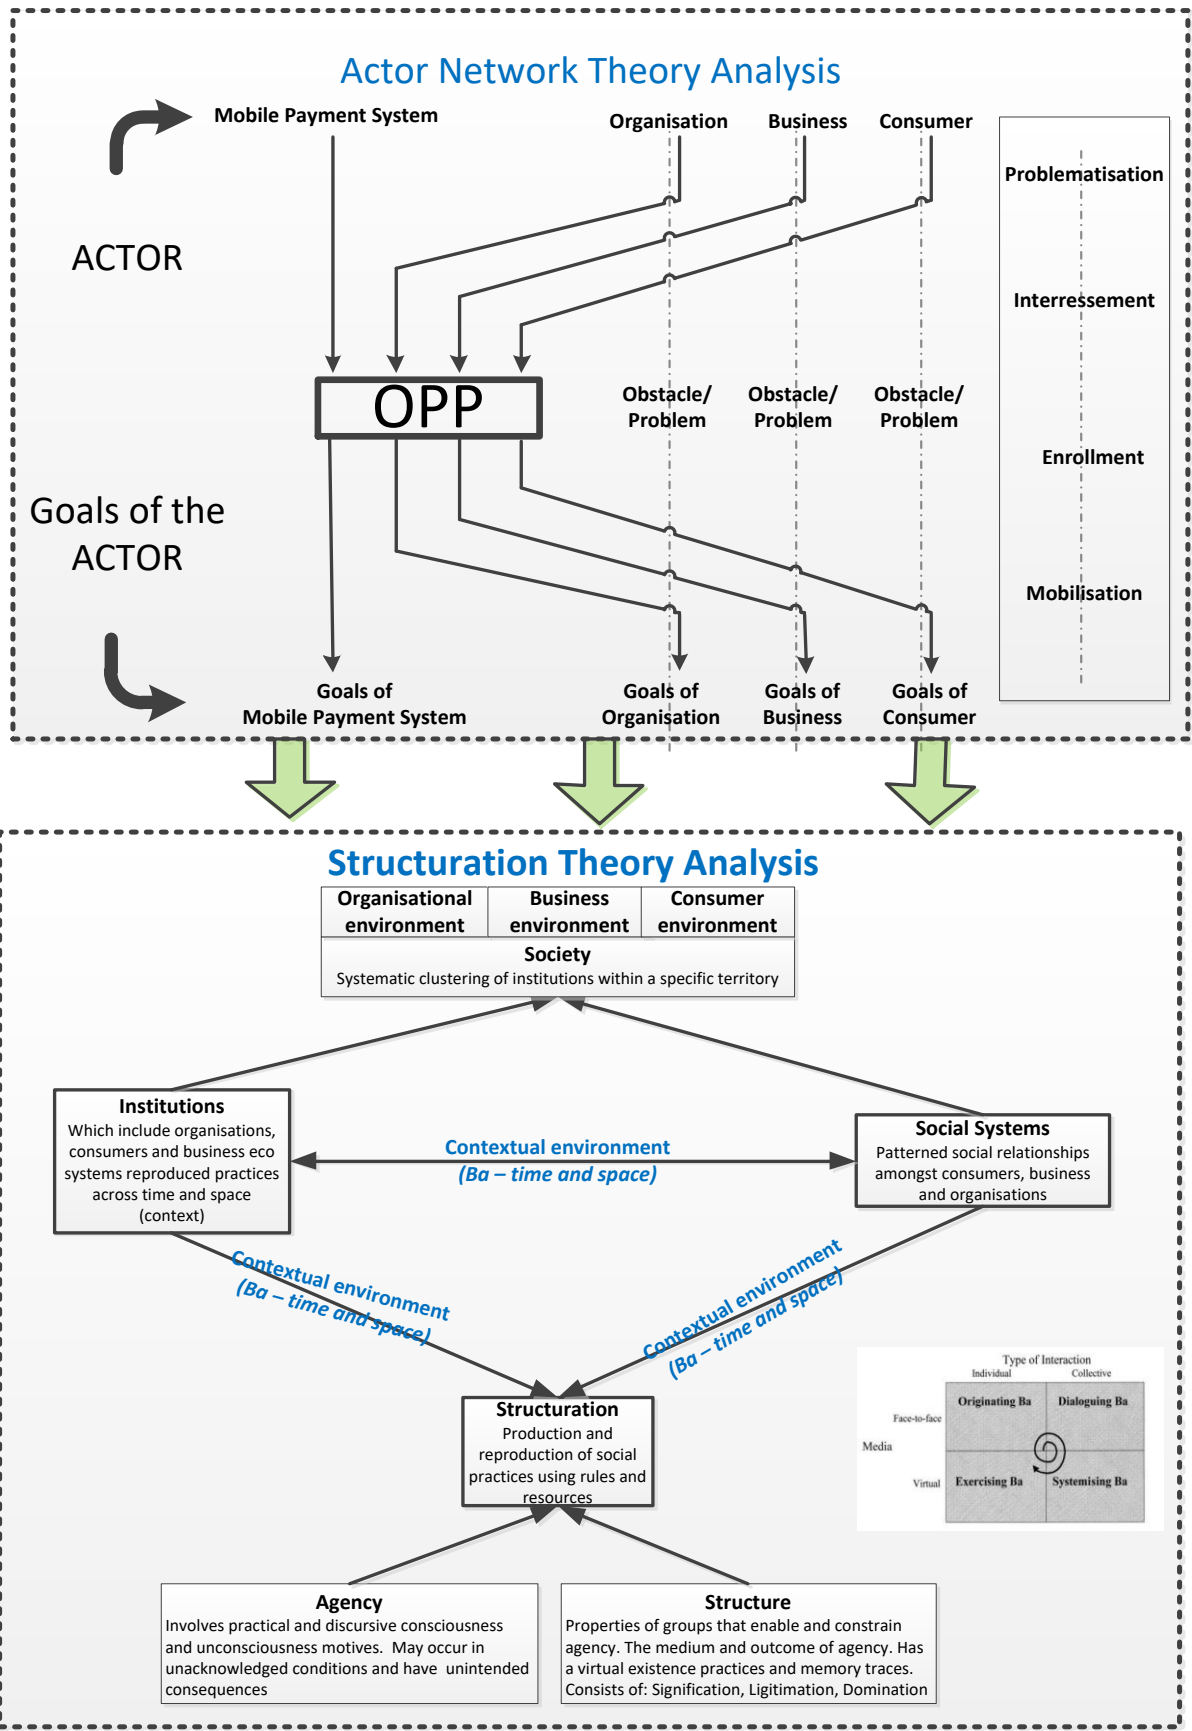 Actor Network Theory Analysis
Mobile Payment System
Organisation
Business
Consumer
Problematisation
ACTOR
Interressement
OPP
Obstacle/
Problem
Obstacle/
Problem
Obstacle/
Problem
Enrollment
Goals of the
ACTOR
Mobilisation
Goals of
Mobile Payment System
Goals of
Organisation
Goals of
Business
Goals of
Consumer
Structuration Theory Analysis
Organisational
environment
Business
environment
Consumer
environment
Society
Systematic clustering of institutions within a specific territory
Institutions
Which include organisations,
consumers and business eco
systems reproduced practices
across time and space
(context)
Contextual environment
(Ba – time and space)
Social Systems
Patterned social relationships
amongst consumers, business
and organisations
Contextual environment
(Ba – time and space)
Contextual environment
(Ba – time and space)
Structuration
Production and
reproduction of social
practices using rules and
resources
Type of Interaction
Individual
Collective
Originating Ba
Dialoguing Ba
Face-to-face
Media
Virtual
Exercising Ba
Systemising Ba
Agency
Involves practical and discursive consciousness
and unconsciousness motives.  May occur in
unacknowledged conditions and have  unintended
consequences
Structure
Properties of groups that enable and constrain
agency. The medium and outcome of agency. Has
a virtual existence practices and memory traces.
Consists of: Signification, Ligitimation, Domination